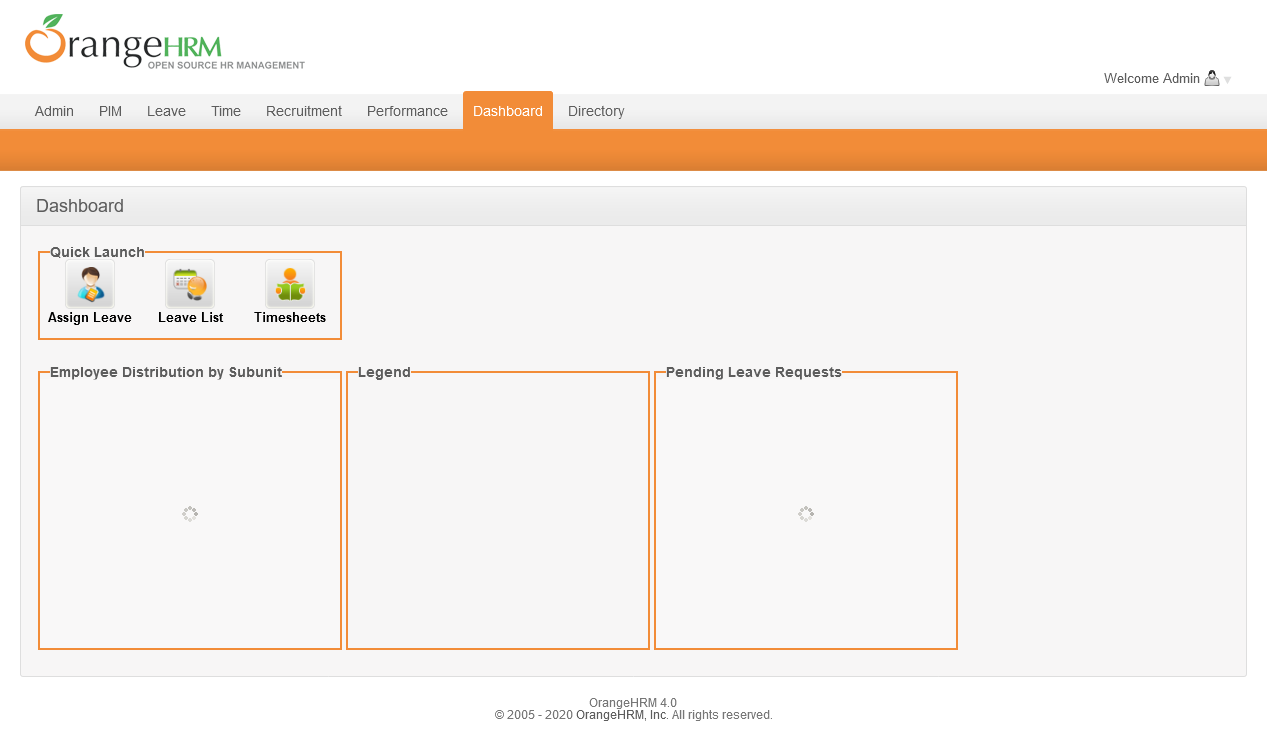 OrangeHRM
OPEN SOURCE HR MANAGEMENT
Welcome Admin
Admin PIM Leave Time Recruitment Performance Dashboard Directory
Dashboard
Quick Launch
Assign Leave Leave List Timesheets
Employee Distribution by Subunit Legend Pending Leave Requests
OrangeHRM 4.0
© 2005 - 2020 OrangeHRM, Inc. All rights reserved.